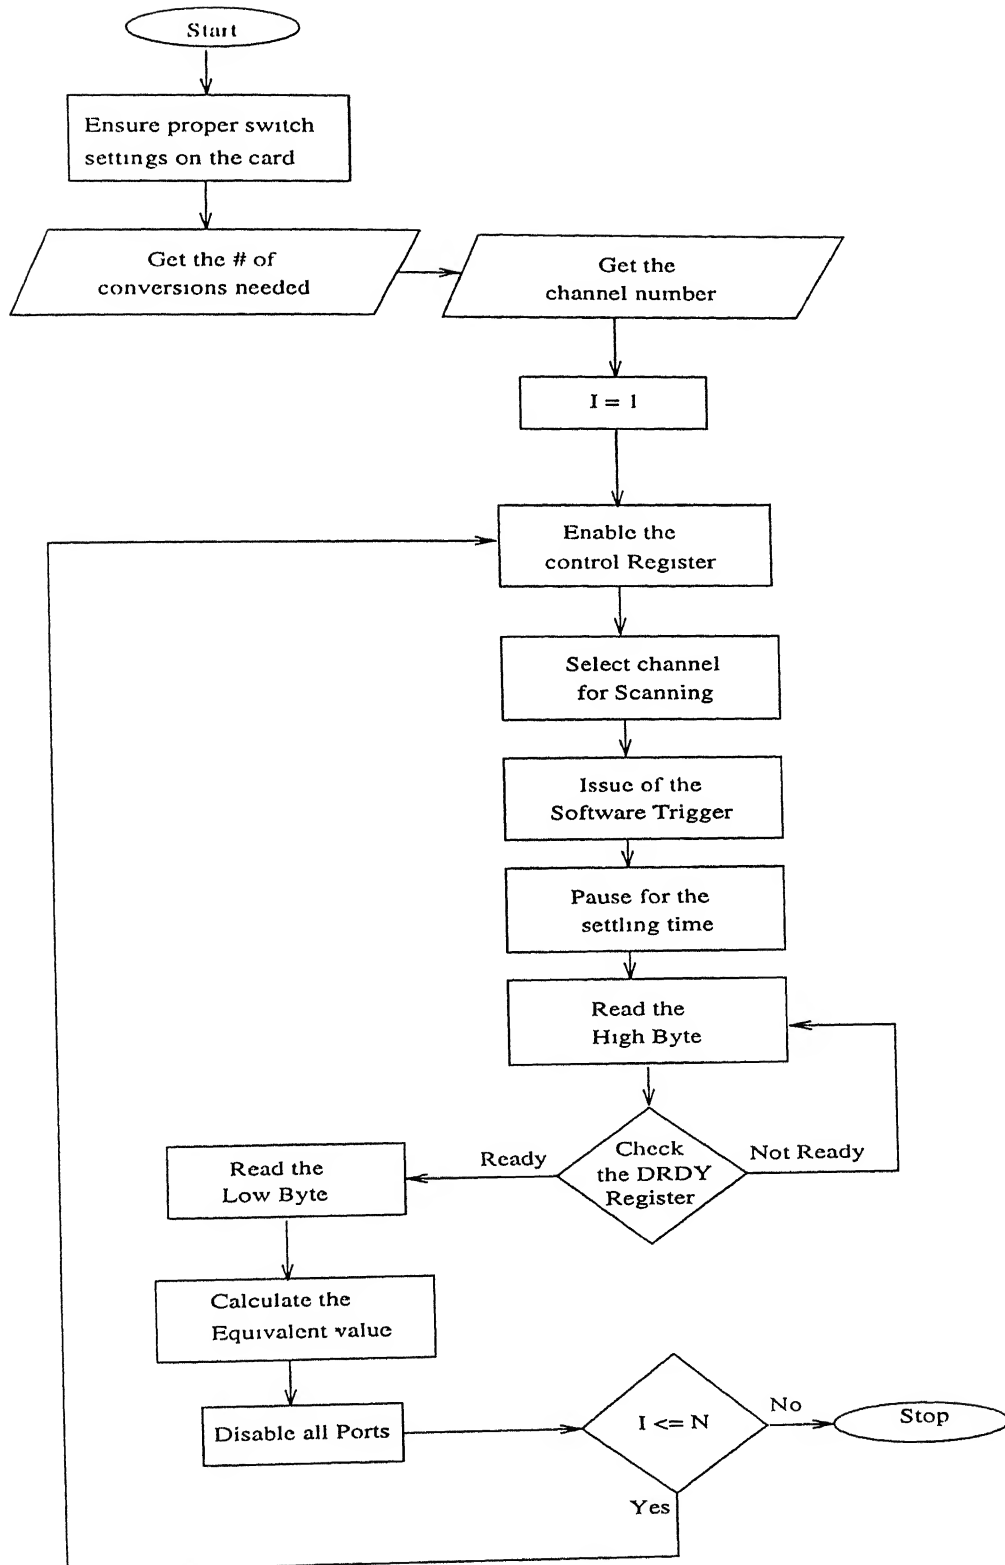 Start
Ensure proper switch
settings on the card
Get the # of
conversions needed
Get the
channel number
I = 1
Enable the
control Register
Select channel
for Scanning
Issue of the
Software Trigger
Pause for the
settling time
Read the
High Byte
Check
the DRDY
Register
Ready
Not Ready
Read the
Low Byte
Calculate the
Equivalent value
Disable all Ports
I <= N
No
Stop
Yes